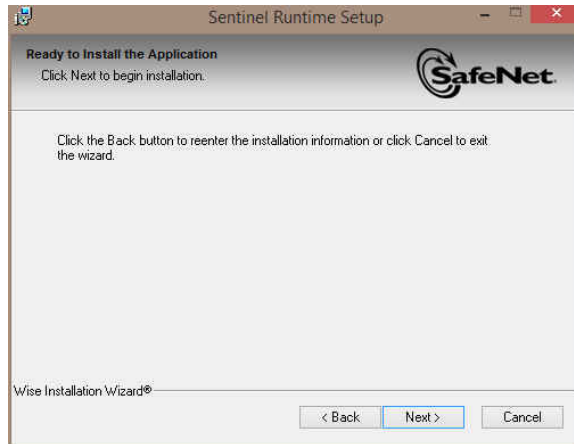 Sentinel Runtime Setup
Ready to Install the Application
Click Next to begin installation.
SafeNet.
Click the Back button to reenter the installation information or click Cancel to exit
the wizard.
Wise Installation Wizard®
< Back
Next >
Cancel